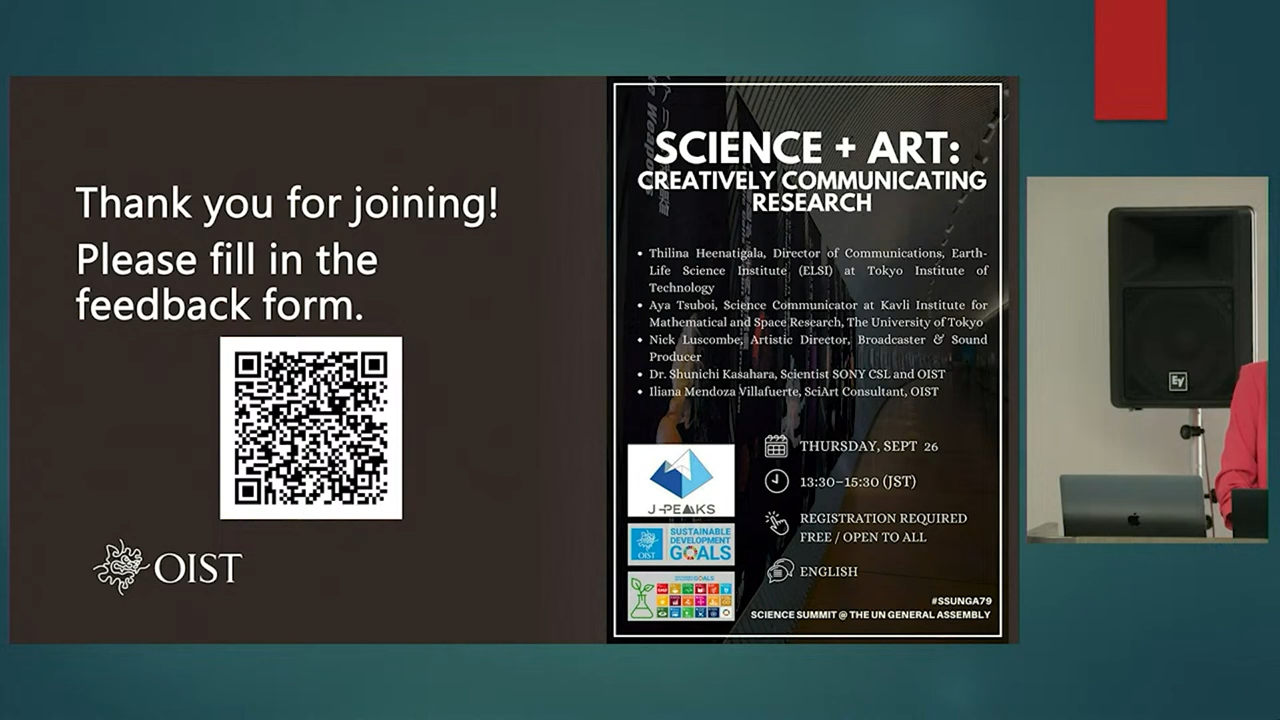 Thank you for joining!
Please fill in the
feedback form.
OIST
SCIENCE + ART:
CREATIVELY COMMUNICATING
RESEARCH
• Thilina Heenatigala, Director of Communications, Earth-
Life Science Institute (ELSI) at Tokyo Institute of
Technology
• Aya Tsuboi, Science Communicator at Kavli Institute for
Mathematical and Space Research, The University of Tokyo
• Nick Luscombe, Artistic Director, Broadcaster & Sound
Producer
• Dr. Shunichi Kasahara, Scientist SONY CSL and OIST
• Iliana Mendoza Villafuerte, SciArt Consultant, OIST
THURSDAY, SEPT 26
13:30–15:30 (JST)
REGISTRATION REQUIRED
FREE / OPEN TO ALL
ENGLISH
J-PEAKS
OIST
SUSTAINABLE
DEVELOPMENT
GOALS
GOALS
#SSUNGA79
SCIENCE SUMMIT @ THE UN GENERAL ASSEMBLY
EV